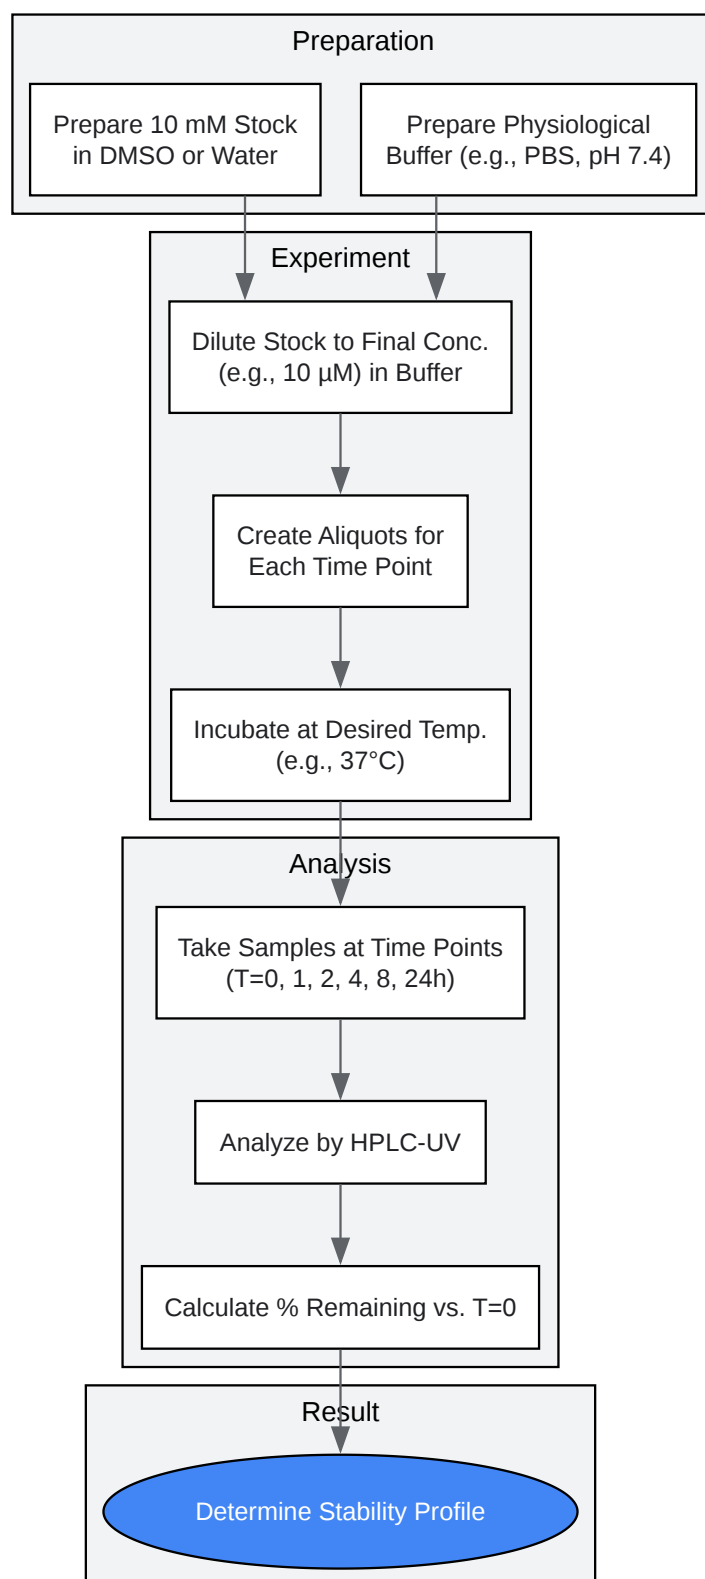 Preparation
Prepare 10 mM Stock
in DMSO or Water
Prepare Physiological
Buffer (e.g., PBS, pH 7.4)
Experiment
Dilute Stock to Final Conc.
(e.g., 10 µM) in Buffer
Create Aliquots for
Each Time Point
Incubate at Desired Temp.
(e.g., 37°C)
Analysis
Take Samples at Time Points
(T=0, 1, 2, 4, 8, 24h)
Analyze by HPLC-UV
Calculate % Remaining vs. T=0
Result
Determine Stability Profile